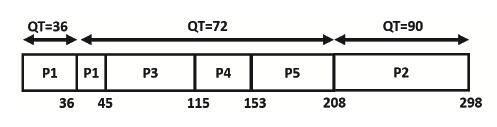 QT=36 QT=72 QT=90
P1 P1 P3 P4 P5 P2
36 45 115 153 208 298